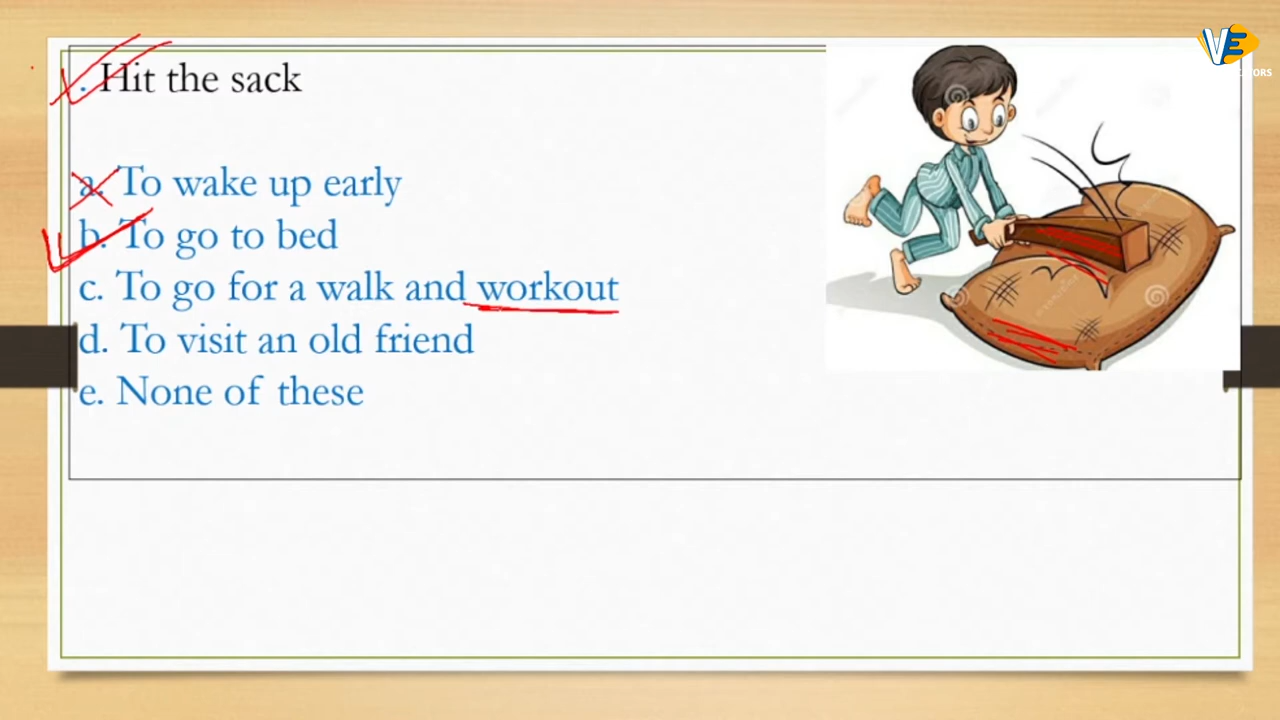 . Hit the sack
a. To wake up early
b. To go to bed
c. To go for a walk and workout
d. To visit an old friend
e. None of these
VE